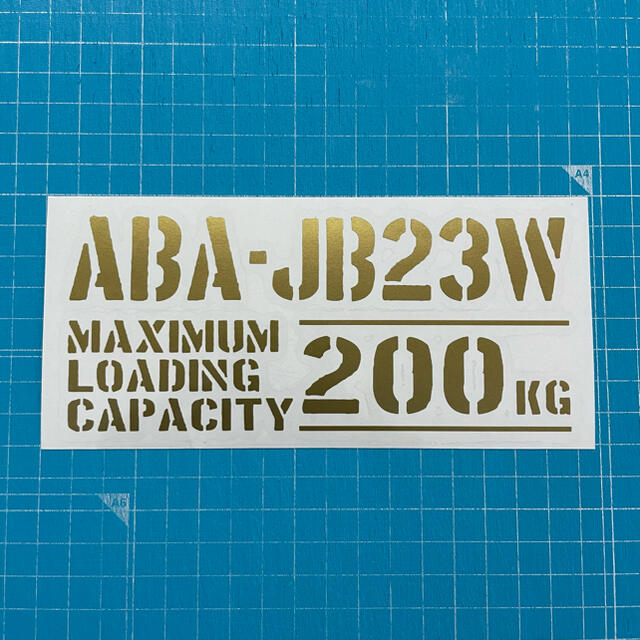 A4
ABA-JB23W
MAXIMUM
LOADING
CAPACITY
200 KG
A6